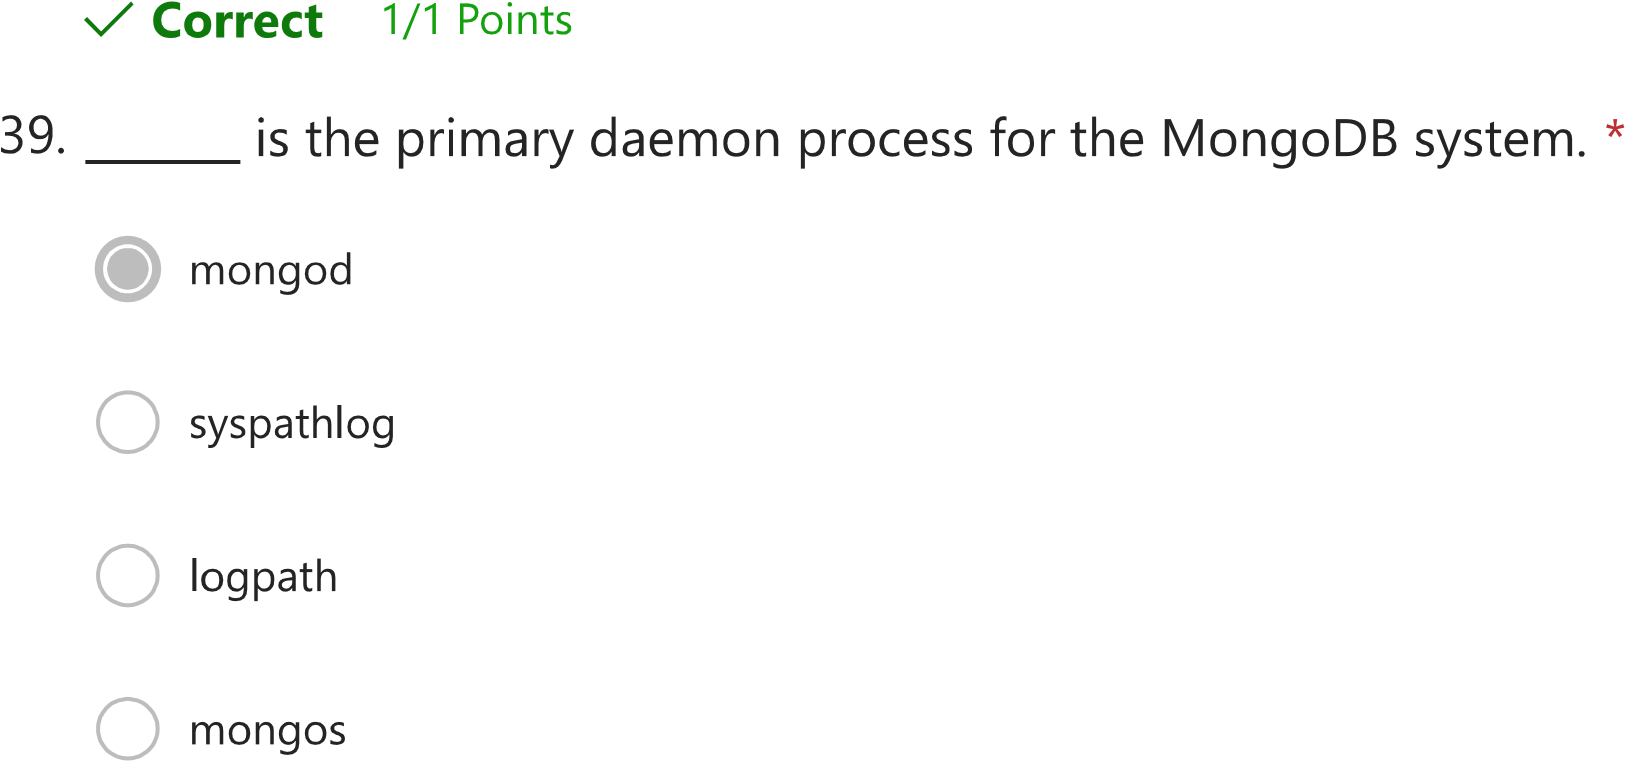 Correct 1/1 Points
39. ______ is the primary daemon process for the MongoDB system. *
mongod
syspathlog
logpath
mongos